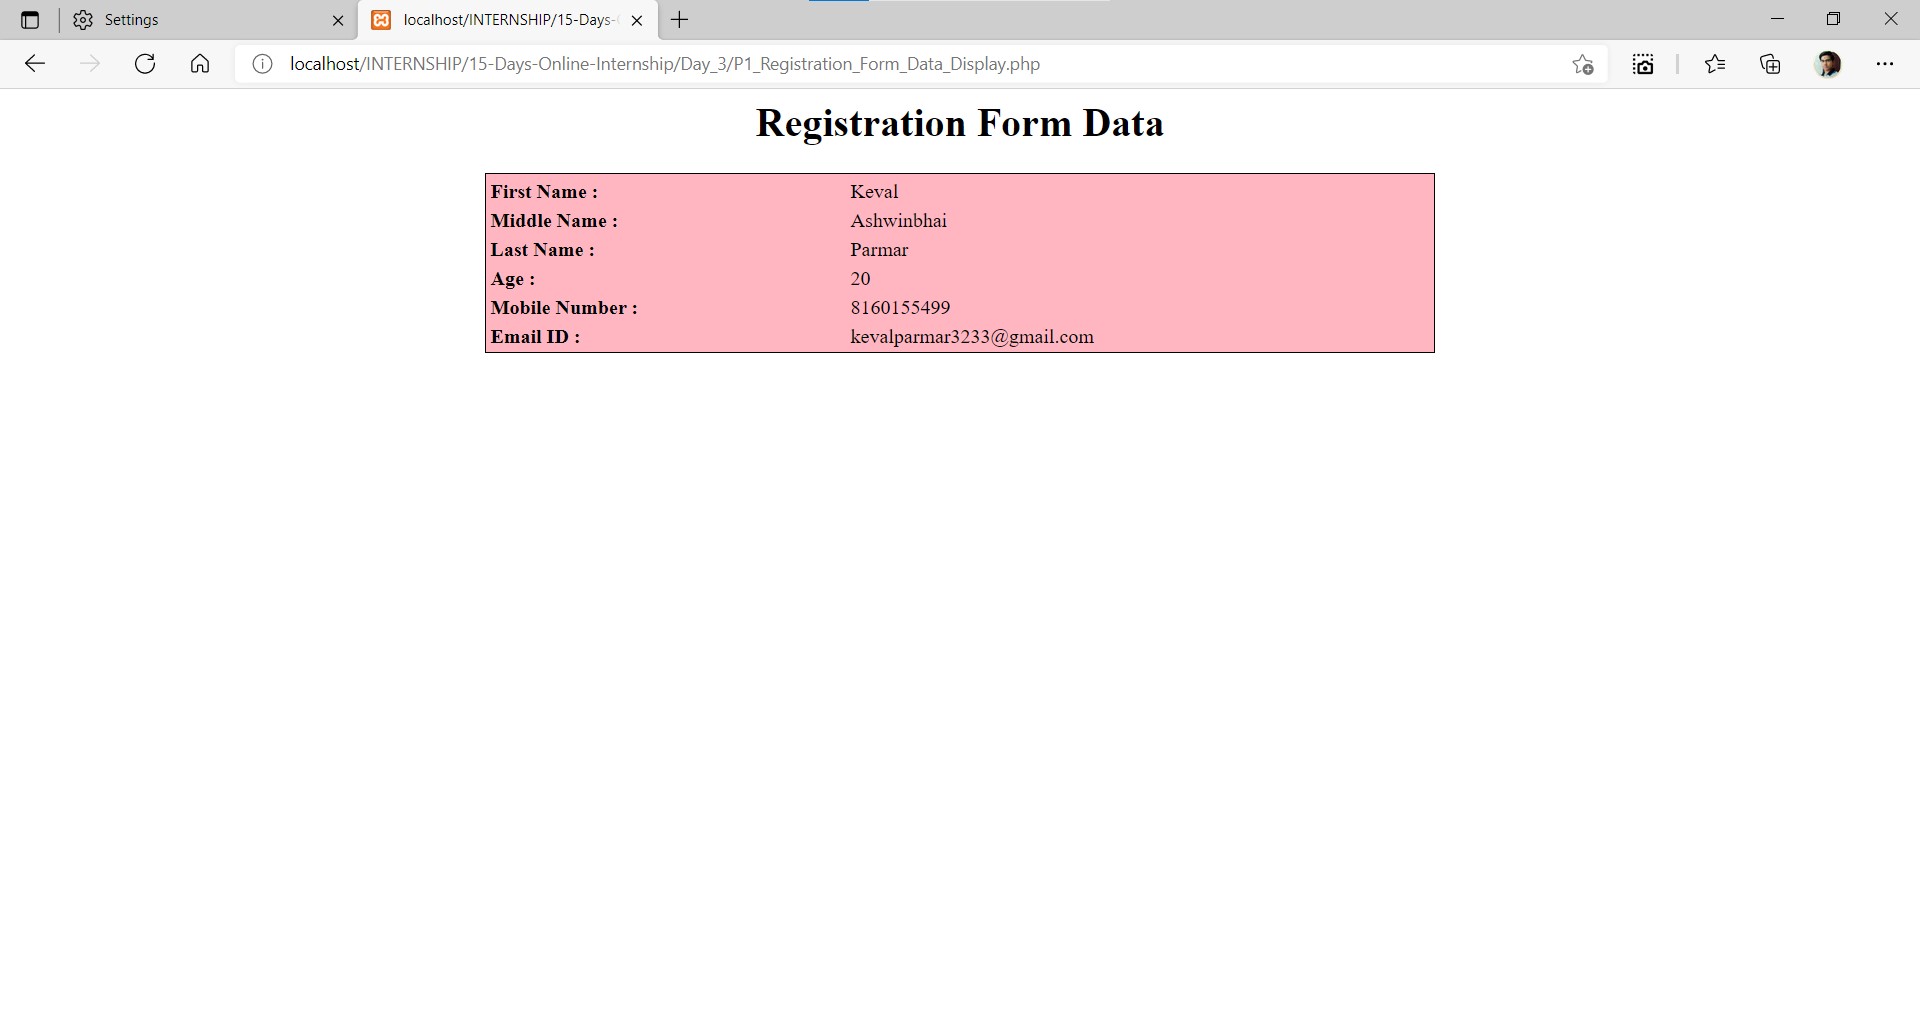 Settings
localhost/INTERNSHIP/15-Days-
localhost/INTERNSHIP/15-Days-Online-Internship/Day_3/P1_Registration_Form_Data_Display.php
Registration Form Data
First Name : Keval
Middle Name : Ashwinbhai
Last Name : Parmar
Age : 20
Mobile Number : 8160155499
Email ID : kevalparmar3233@gmail.com